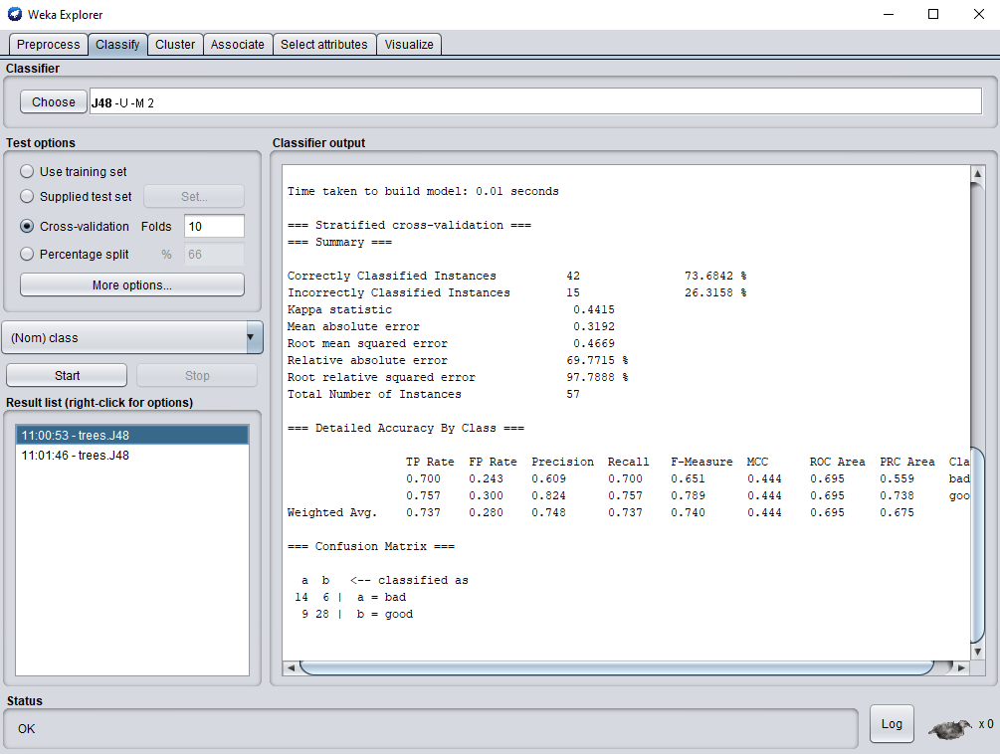 Weka Explorer
Preprocess Classify Cluster Associate Select attributes Visualize
Classifier
Choose J48 -U -M 2
Test options
Use training set
Supplied test set Set...
Cross-validation Folds 10
Percentage split % 66
More options...
(Nom) class
Start Stop
Result list (right-click for options)
11:00:53 - trees.J48
11:01:46 - trees.J48
Classifier output
Time taken to build model: 0.01 seconds
=== Stratified cross-validation ===
=== Summary ===
Correctly Classified Instances 42 73.6842 %
Incorrectly Classified Instances 15 26.3158 %
Kappa statistic 0.4415
Mean absolute error 0.3192
Root mean squared error 0.4669
Relative absolute error 69.7715 %
Root relative squared error 97.7888 %
Total Number of Instances 57
=== Detailed Accuracy By Class ===
TP Rate FP Rate Precision Recall F-Measure MCC ROC Area PRC Area Cla
0.700 0.243 0.609 0.700 0.651 0.444 0.695 0.559 bad
0.757 0.300 0.824 0.757 0.789 0.444 0.695 0.738 goo
Weighted Avg. 0.737 0.280 0.748 0.737 0.740 0.444 0.695 0.675
=== Confusion Matrix ===
a b <-- classified as
14 6 | a = bad
9 28 | b = good
Status
OK
Log x 0